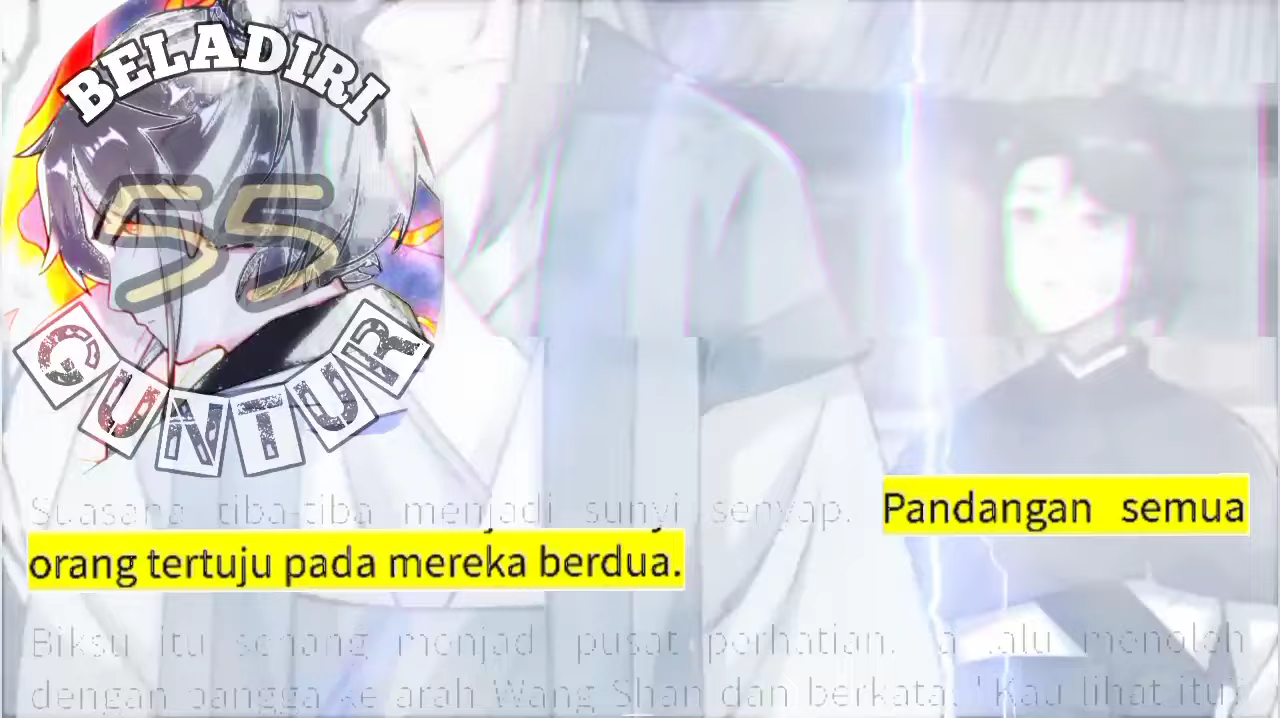 BELADIRI
55
GUNTUR
Suasana tiba-tiba menjadi sunyi senyap. Pandangan semua
orang tertuju pada mereka berdua.
Biksu itu senang menjadi pusat perhatian. Ia lalu menoleh
dengan bangga ke arah Wang Shan dan berkata, "Kau lihat itu?